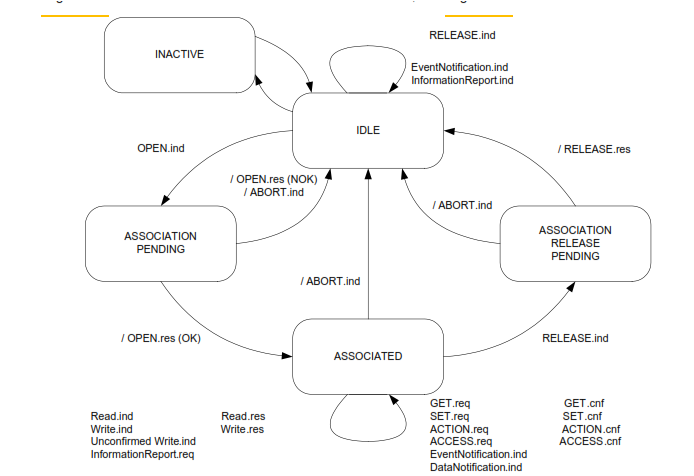 RELEASE.ind
INACTIVE
EventNotification.ind
InformationReport.ind
IDLE
OPEN.ind
/ RELEASE.res
/ OPEN.res (NOK)
/ ABORT.ind
/ ABORT.ind
ASSOCIATION
PENDING
ASSOCIATION
RELEASE
PENDING
/ ABORT.ind
/ OPEN.res (OK)
RELEASE.ind
ASSOCIATED
Read.ind
Write.ind
Unconfirmed Write.ind
InformationReport.req
Read.res
Write.res
GET.req
SET.req
ACTION.req
ACCESS.req
EventNotification.ind
DataNotification.ind
GET.cnf
SET.cnf
ACTION.cnf
ACCESS.cnf